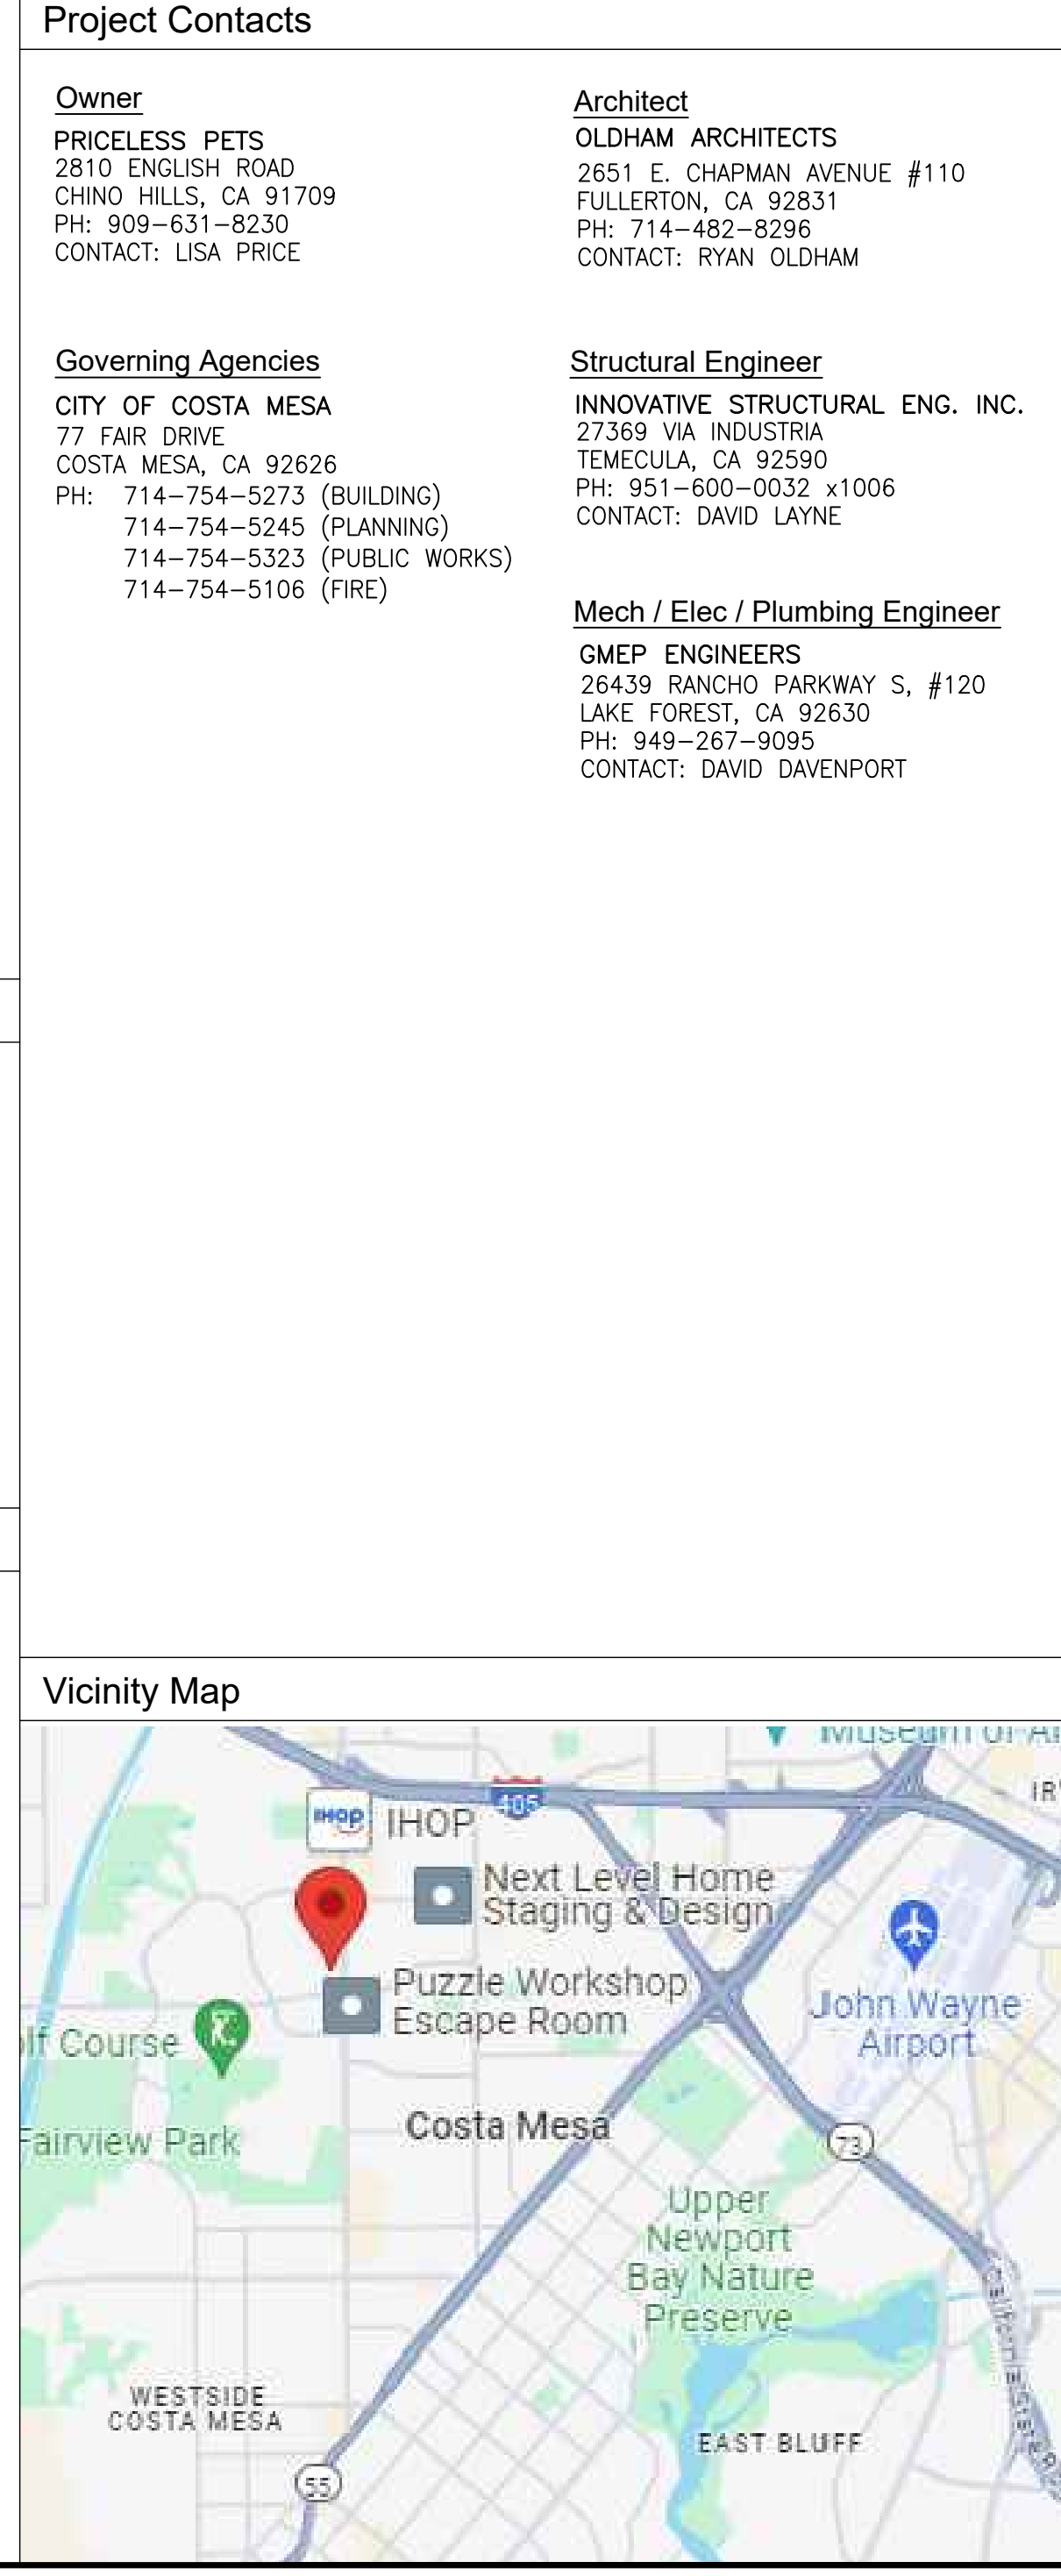 Project Contacts
Owner
PRICELESS PETS
2810 ENGLISH ROAD
CHINO HILLS, CA 91709
PH: 909-631-8230
CONTACT: LISA PRICE
Architect
OLDHAM ARCHITECTS
2651 E. CHAPMAN AVENUE #110
FULLERTON, CA 92831
PH: 714-482-8296
CONTACT: RYAN OLDHAM
Governing Agencies
CITY OF COSTA MESA
77 FAIR DRIVE
COSTA MESA, CA 92626
PH: 714-754-5273 (BUILDING)
714-754-5245 (PLANNING)
714-754-5323 (PUBLIC WORKS)
714-754-5106 (FIRE)
Structural Engineer
INNOVATIVE STRUCTURAL ENG. INC.
27369 VIA INDUSTRIA
TEMECULA, CA 92590
PH: 951-600-0032 x1006
CONTACT: DAVID LAYNE
Mech / Elec / Plumbing Engineer
GMEP ENGINEERS
26439 RANCHO PARKWAY S, #120
LAKE FOREST, CA 92630
PH: 949-267-9095
CONTACT: DAVID DAVENPORT
Vicinity Map
Museum of
IR
405
IHOP IHOP
Next Level Home
Staging & Design
Puzzle Workshop
Escape Room
John Wayne
Airport
lf Course
Fairview Park
Costa Mesa
73
Upper
Newport
Bay Nature
Preserve
WESTSIDE
COSTA MESA
EAST BLUFF
55